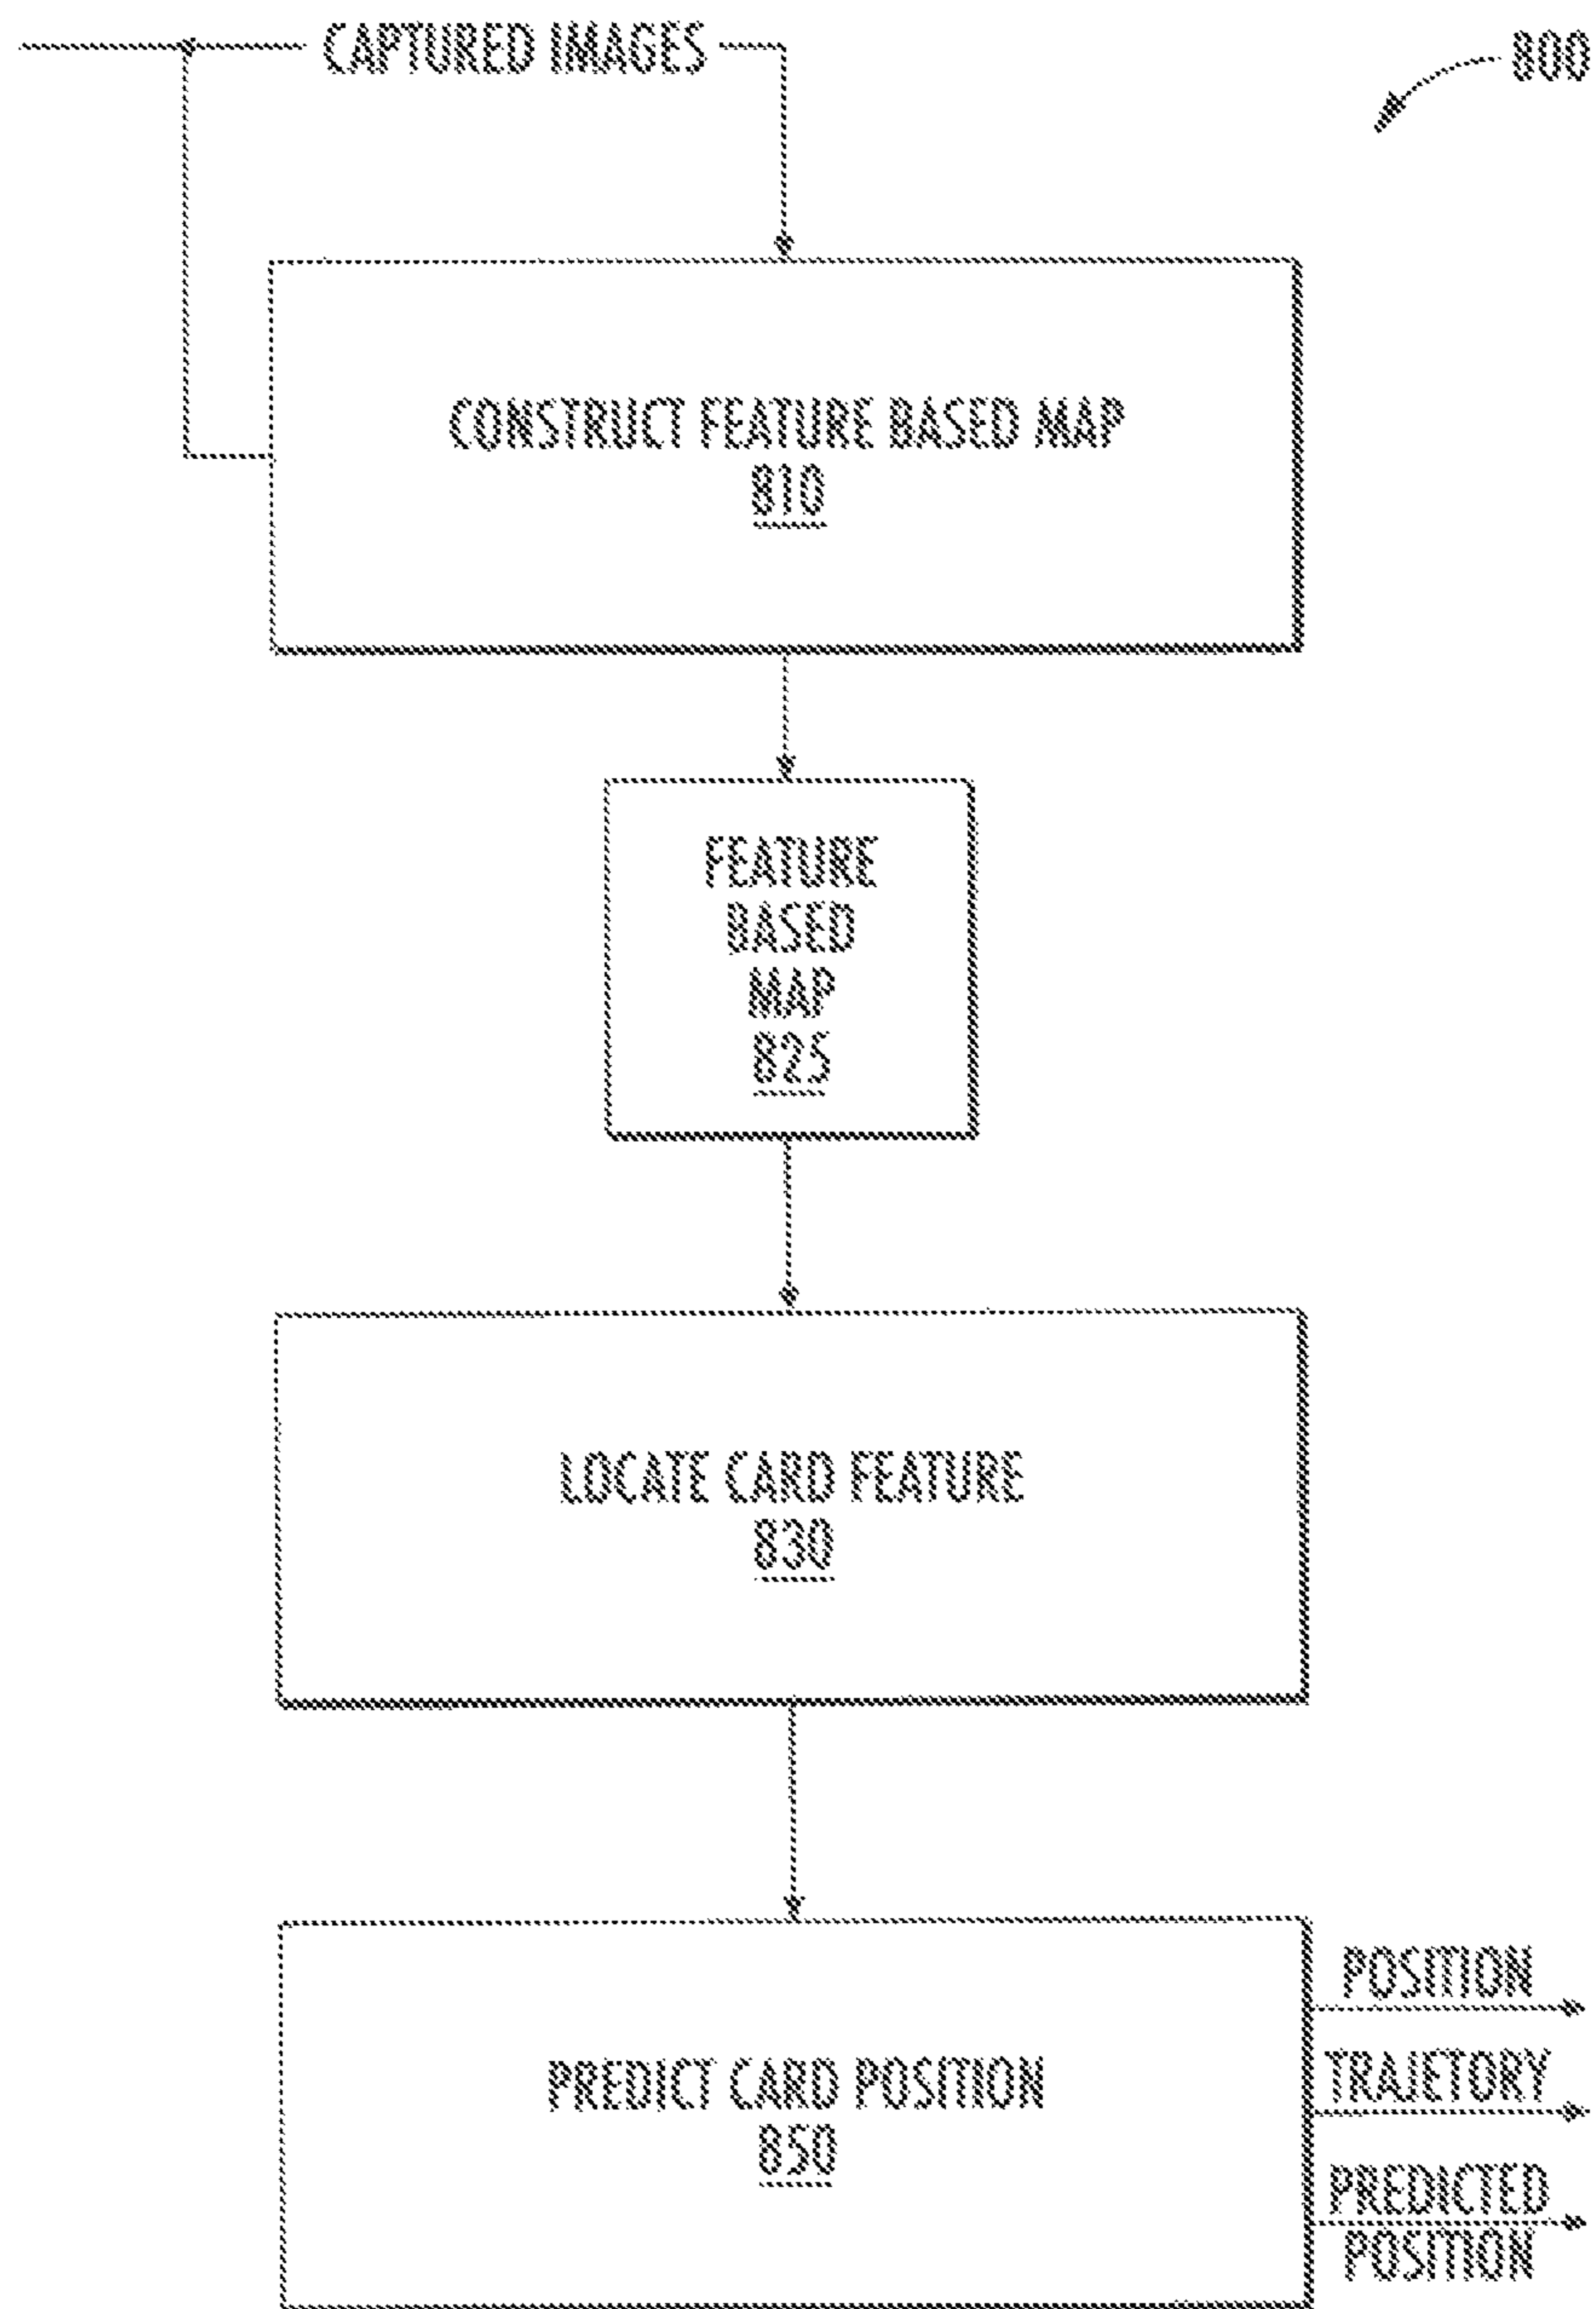 CAPTURED IMAGES
800
CONSTRUCT FEATURE BASED MAP
810
FEATURE
BASED
MAP
825
LOCATE CARD FEATURE
830
PREDICT CARD POSITION
850
POSITION
TRAJETORY
PREDICTED
POSITION